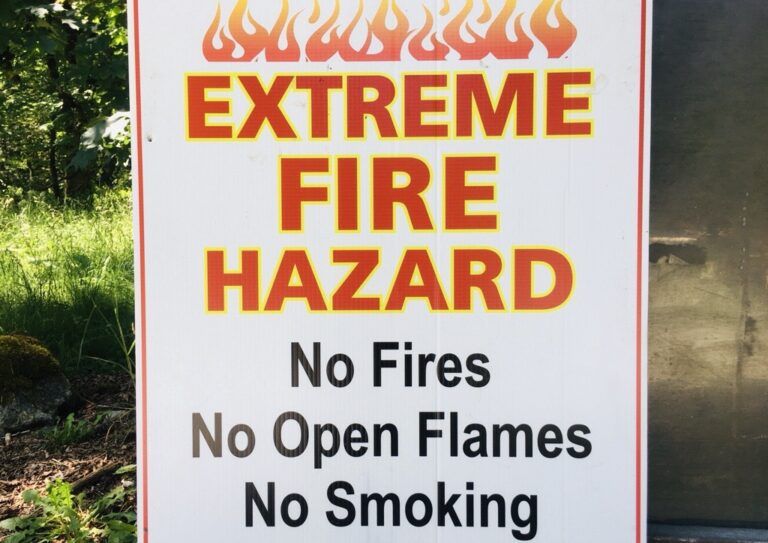 EXTREME
FIRE
HAZARD
No Fires
No Open Flames
No Smoking